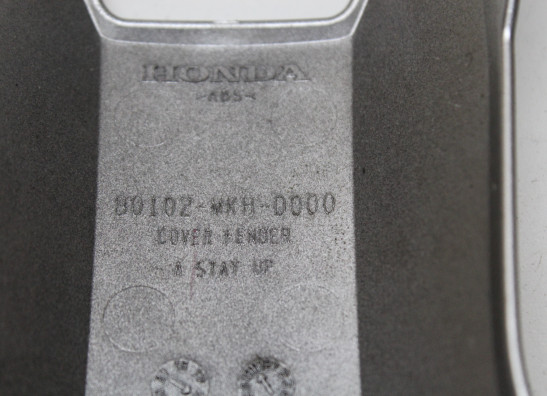 HONDA
>ABS<
80102-MKH-D000
COVER FENDER
A STAY UP